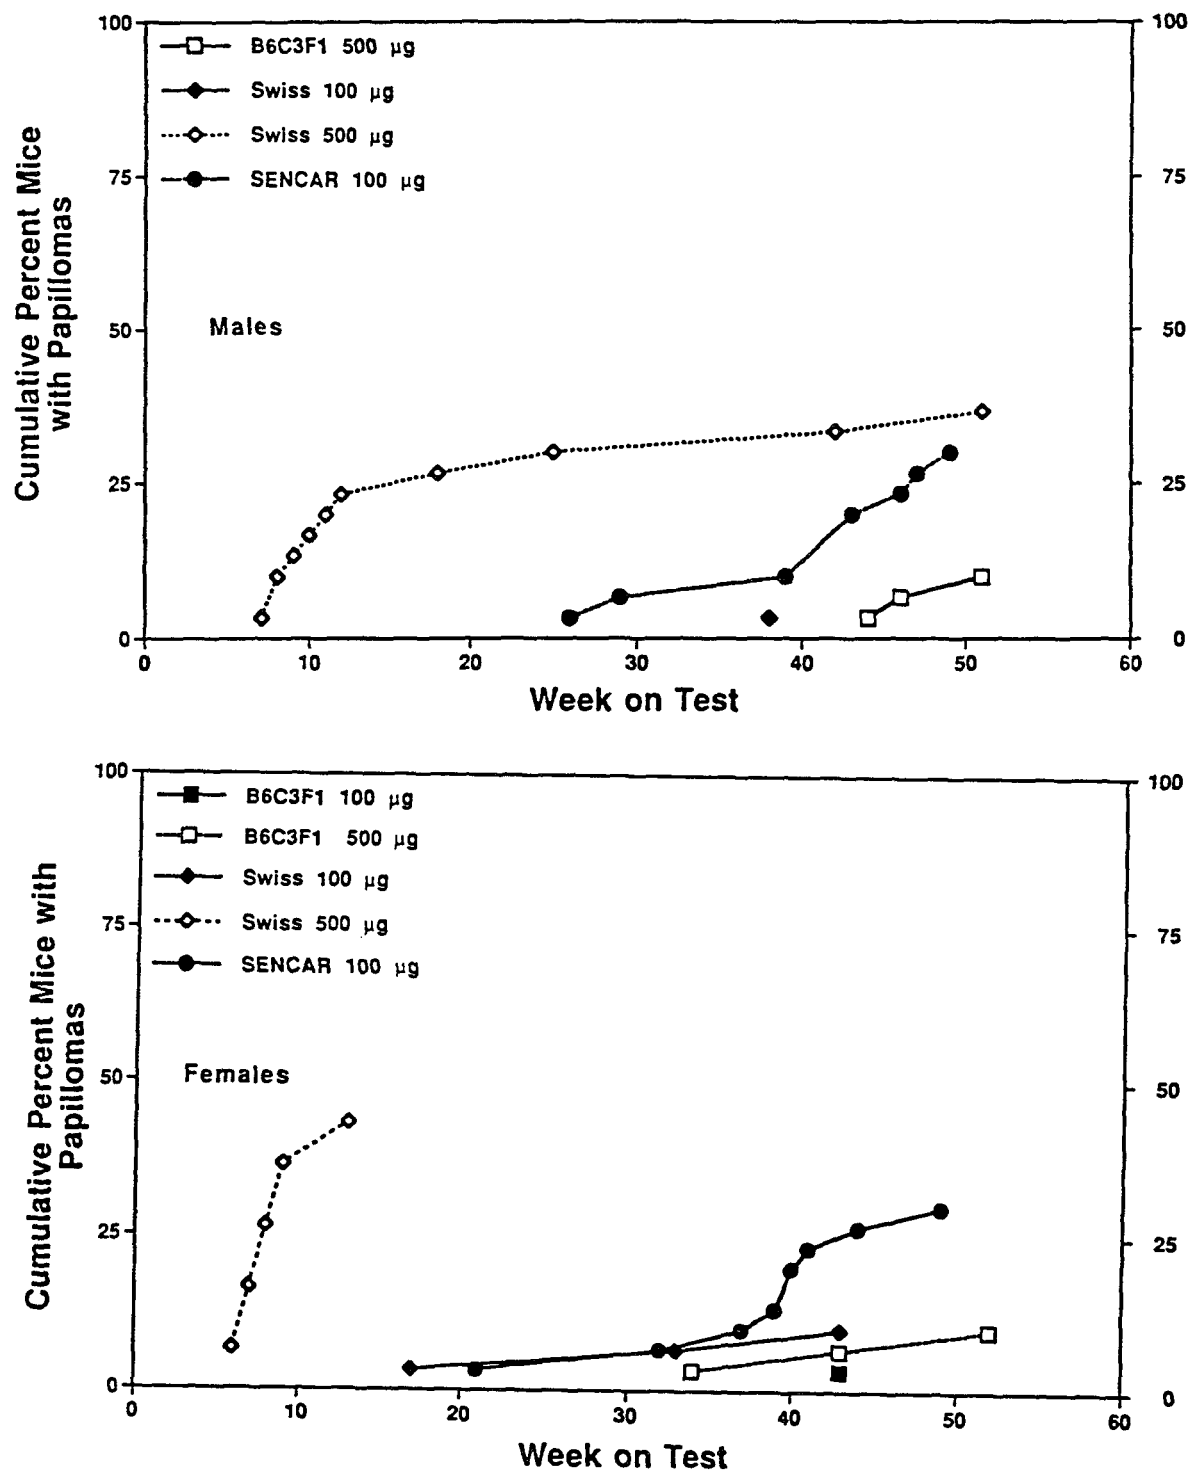 100
100
B6C3F1 500 µg
Swiss 100 µg
Swiss 500 µg
SENCAR 100 µg
75
75
Cumulative Percent Mice
with Papillomas
50
Males
50
25
25
0
0
0 10 20 30 40 50 60
Week on Test
100
100
B6C3F1 100 µg
B6C3F1 500 µg
Swiss 100 µg
Swiss 500 µg
SENCAR 100 µg
75
75
Cumulative Percent Mice with
Papillomas
50
Females
50
25
25
0
0
0 10 20 30 40 50 60
Week on Test